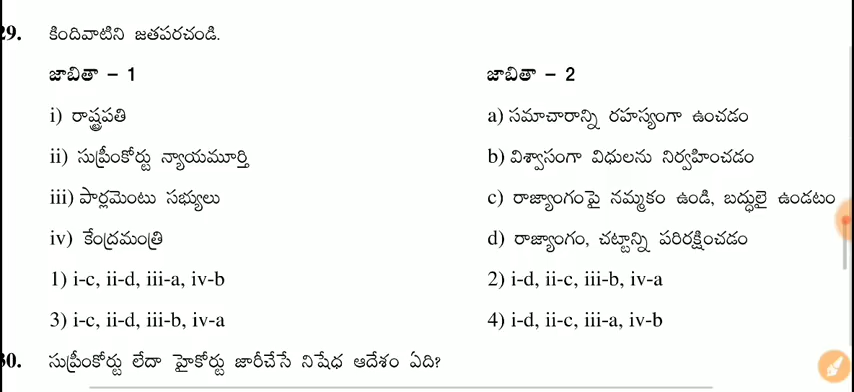 29. కిందివాటిని జతపరచండి.
జాబితా – 1 జాబితా – 2
i) రాష్ట్రపతి a) సమాచారాన్ని రహస్యంగా ఉంచడం
ii) సుప్రీంకోర్టు న్యాయమూర్తి b) విశ్వాసంగా విధులను నిర్వహించడం
iii) పార్లమెంటు సభ్యులు c) రాజ్యాంగంపై నమ్మకం ఉండి, బద్ధులై ఉండటం
iv) కేంద్రమంత్రి d) రాజ్యాంగం, చట్టాన్ని పరిరక్షించడం
1) i-c, ii-d, iii-a, iv-b 2) i-d, ii-c, iii-b, iv-a
3) i-c, ii-d, iii-b, iv-a 4) i-d, ii-c, iii-a, iv-b
30. సుప్రీంకోర్టు లేదా హైకోర్టు జారీచేసే నిషేధ ఆదేశం ఏది?